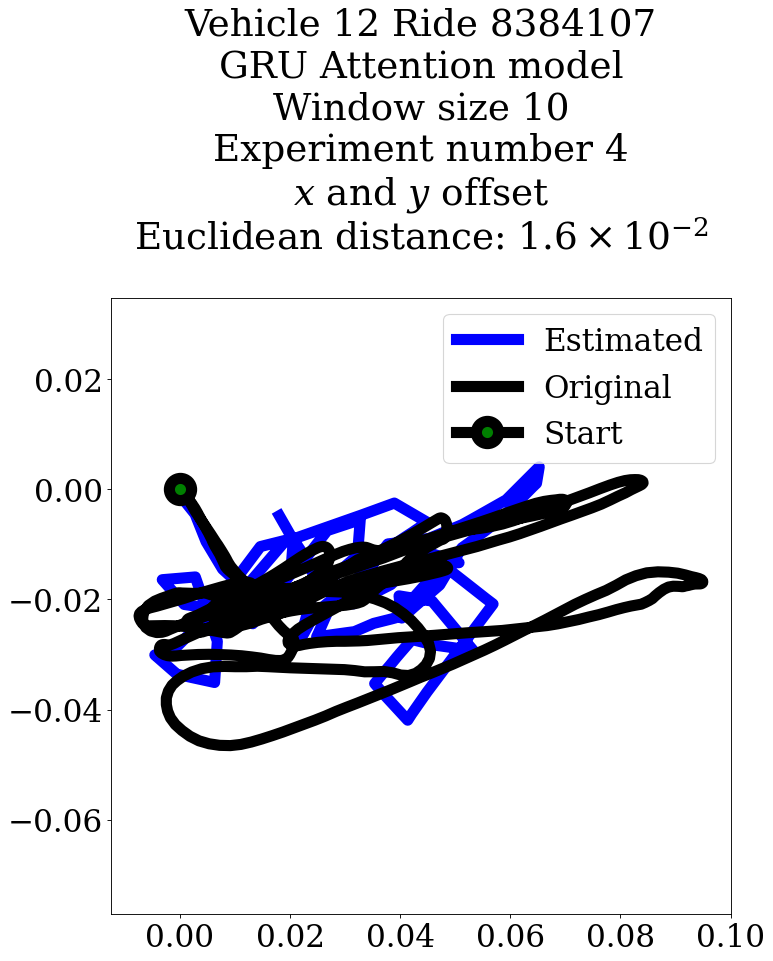 Vehicle 12 Ride 8384107
GRU Attention model
Window size 10
Experiment number 4
x and y offset
Euclidean distance: 1.6 × 10⁻²
Estimated
Original
Start
0.02
0.00
−0.02
−0.04
−0.06
0.00 0.02 0.04 0.06 0.08 0.10